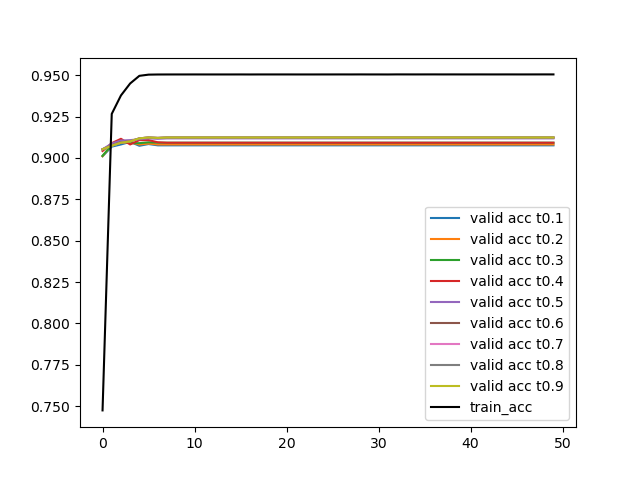 0.950
0.925
0.900
0.875
0.850
0.825
0.800
0.775
0.750
valid acc t0.1
valid acc t0.2
valid acc t0.3
valid acc t0.4
valid acc t0.5
valid acc t0.6
valid acc t0.7
valid acc t0.8
valid acc t0.9
train_acc
0 10 20 30 40 50